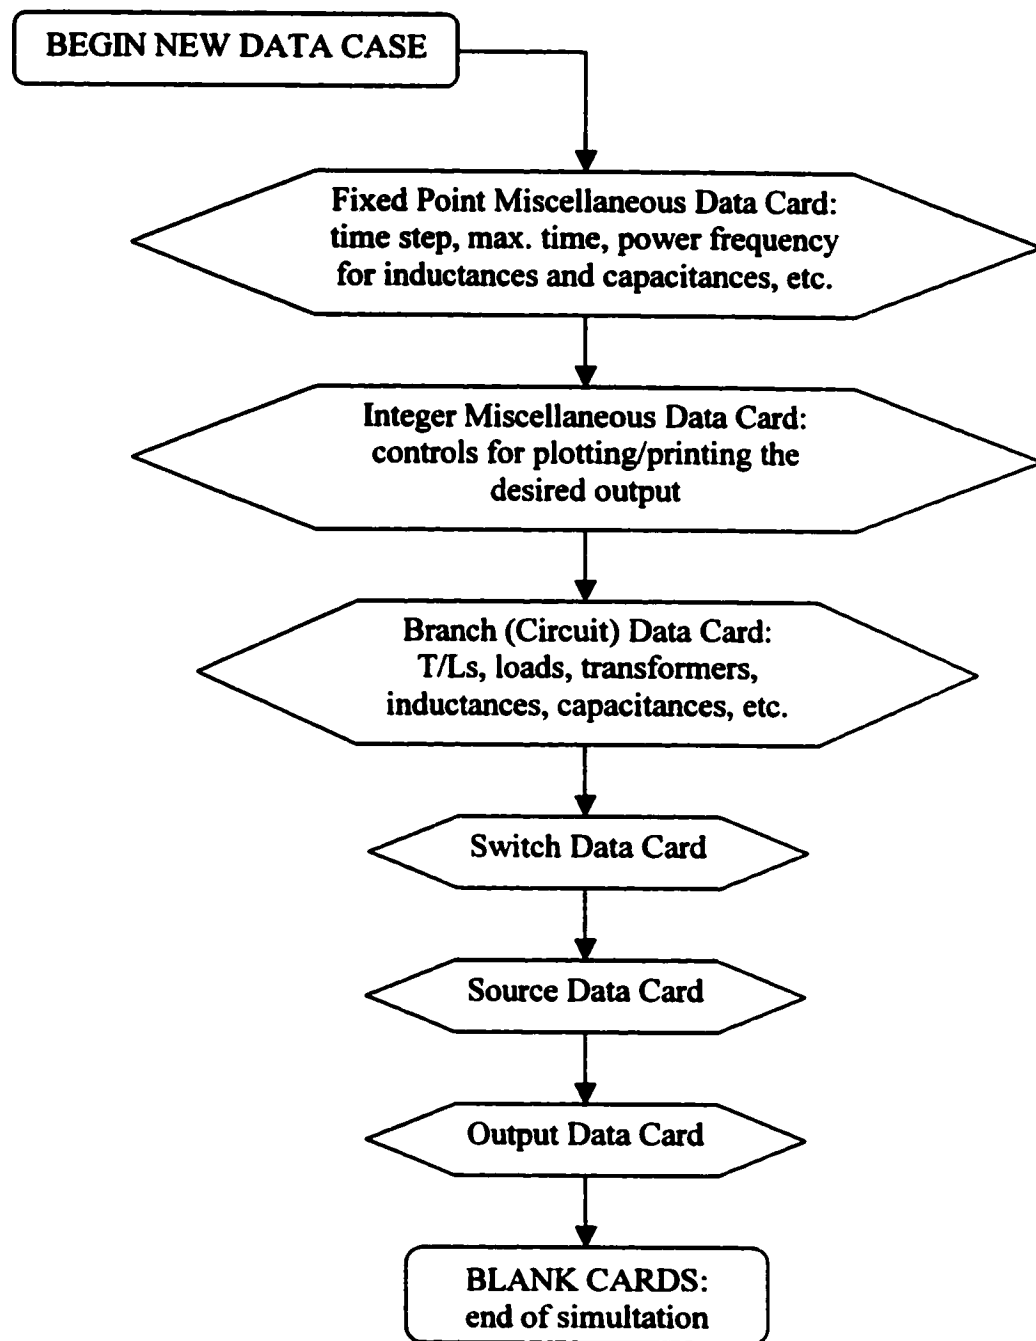 BEGIN NEW DATA CASE
Fixed Point Miscellaneous Data Card:
time step, max. time, power frequency
for inductances and capacitances, etc.
Integer Miscellaneous Data Card:
controls for plotting/printing the
desired output
Branch (Circuit) Data Card:
T/Ls, loads, transformers,
inductances, capacitances, etc.
Switch Data Card
Source Data Card
Output Data Card
BLANK CARDS:
end of simultation